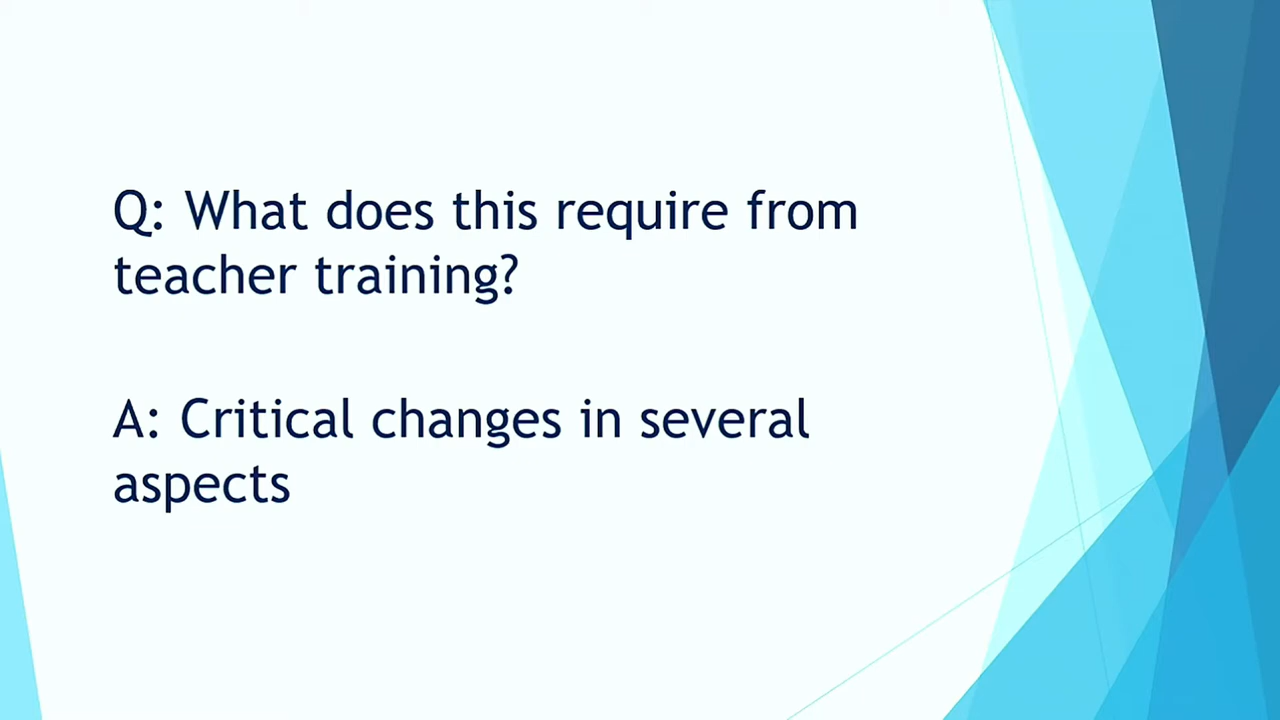 Q: What does this require from
teacher training?
A: Critical changes in several
aspects